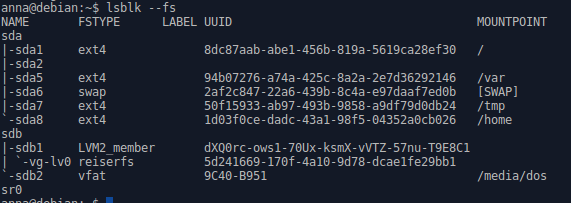 anna@debian:~$ lsblk --fs
NAME       FSTYPE      LABEL UUID                                   MOUNTPOINT
sda
|-sda1     ext4              8dc87aab-abe1-456b-819a-5619ca28ef30   /
|-sda2
|-sda5     ext4              94b07276-a74a-425c-8a2a-2e7d36292146   /var
|-sda6     swap              2af2c847-22a6-439b-8c4a-e97daaf7ed0b   [SWAP]
|-sda7     ext4              50f15933-ab97-493b-9858-a9df79d0db24   /tmp
`-sda8     ext4              1d03f0ce-dadc-43a1-98f5-04352a0cb026   /home
sdb
|-sdb1     LVM2_member       dXQ0rc-ows1-70Ux-ksmX-vVTZ-57nu-T9E8C1
| `-vg-lv0 reiserfs          5d241669-170f-4a10-9d78-dcae1fe29bb1
`-sdb2     vfat              9C40-B951                              /media/dos
sr0
anna@debian:~$